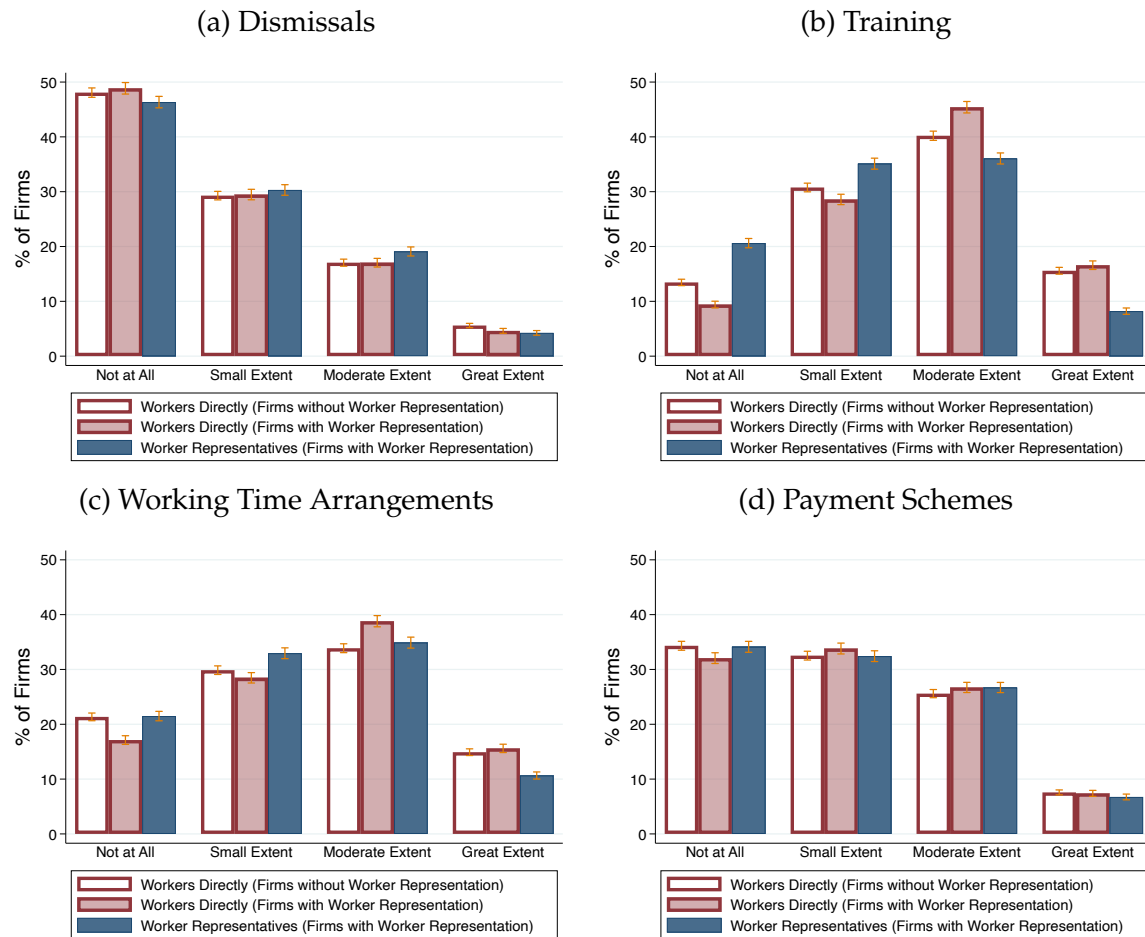 (a) Dismissals
% of Firms
50
40
30
20
10
0
Not at All Small Extent Moderate Extent Great Extent
Workers Directly (Firms without Worker Representation)
Workers Directly (Firms with Worker Representation)
Worker Representatives (Firms with Worker Representation)
(b) Training
% of Firms
50
40
30
20
10
0
Not at All Small Extent Moderate Extent Great Extent
Workers Directly (Firms without Worker Representation)
Workers Directly (Firms with Worker Representation)
Worker Representatives (Firms with Worker Representation)
(c) Working Time Arrangements
% of Firms
50
40
30
20
10
0
Not at All Small Extent Moderate Extent Great Extent
Workers Directly (Firms without Worker Representation)
Workers Directly (Firms with Worker Representation)
Worker Representatives (Firms with Worker Representation)
(d) Payment Schemes
% of Firms
50
40
30
20
10
0
Not at All Small Extent Moderate Extent Great Extent
Workers Directly (Firms without Worker Representation)
Workers Directly (Firms with Worker Representation)
Worker Representatives (Firms with Worker Representation)